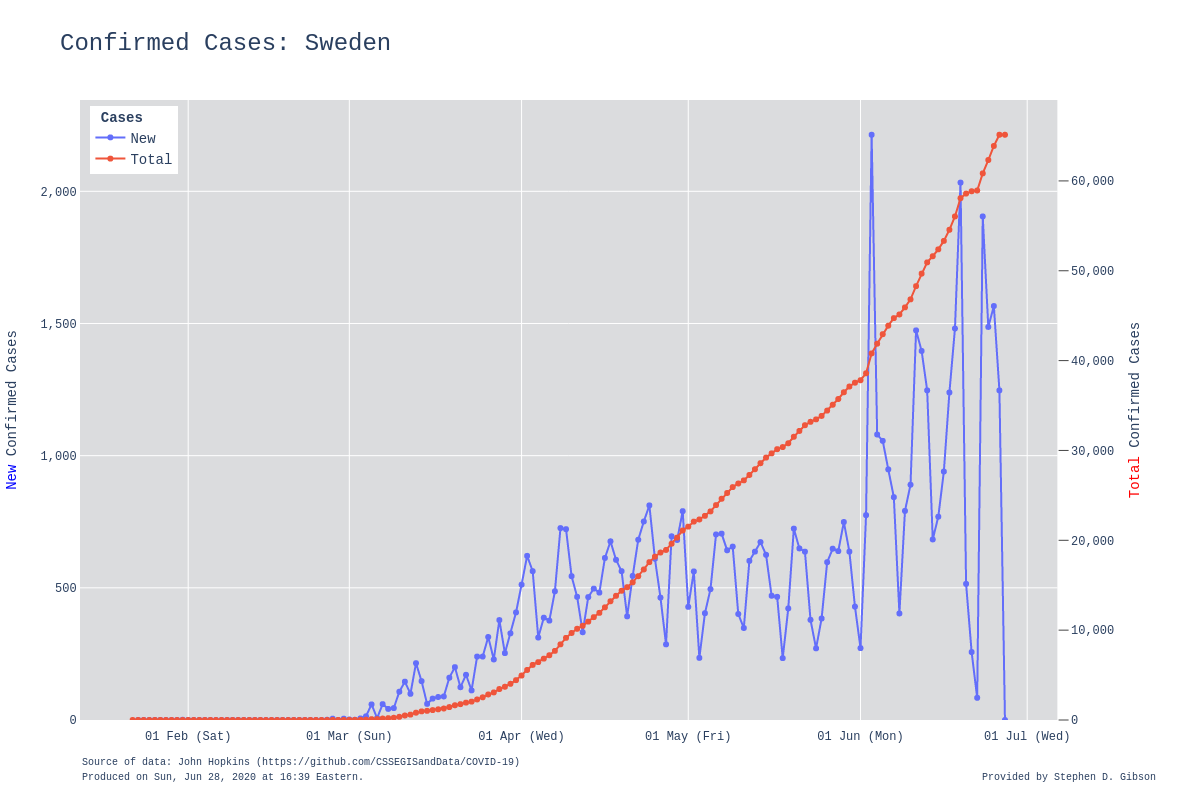 Confirmed Cases: Sweden
Cases
New
Total
2,000
1,500
1,000
500
0
60,000
50,000
40,000
30,000
20,000
10,000
0
New Confirmed Cases
Total Confirmed Cases
01 Feb (Sat)
01 Mar (Sun)
01 Apr (Wed)
01 May (Fri)
01 Jun (Mon)
01 Jul (Wed)
Source of data: John Hopkins (https://github.com/CSSEGISandData/COVID-19)
Produced on Sun, Jun 28, 2020 at 16:39 Eastern.
Provided by Stephen D. Gibson